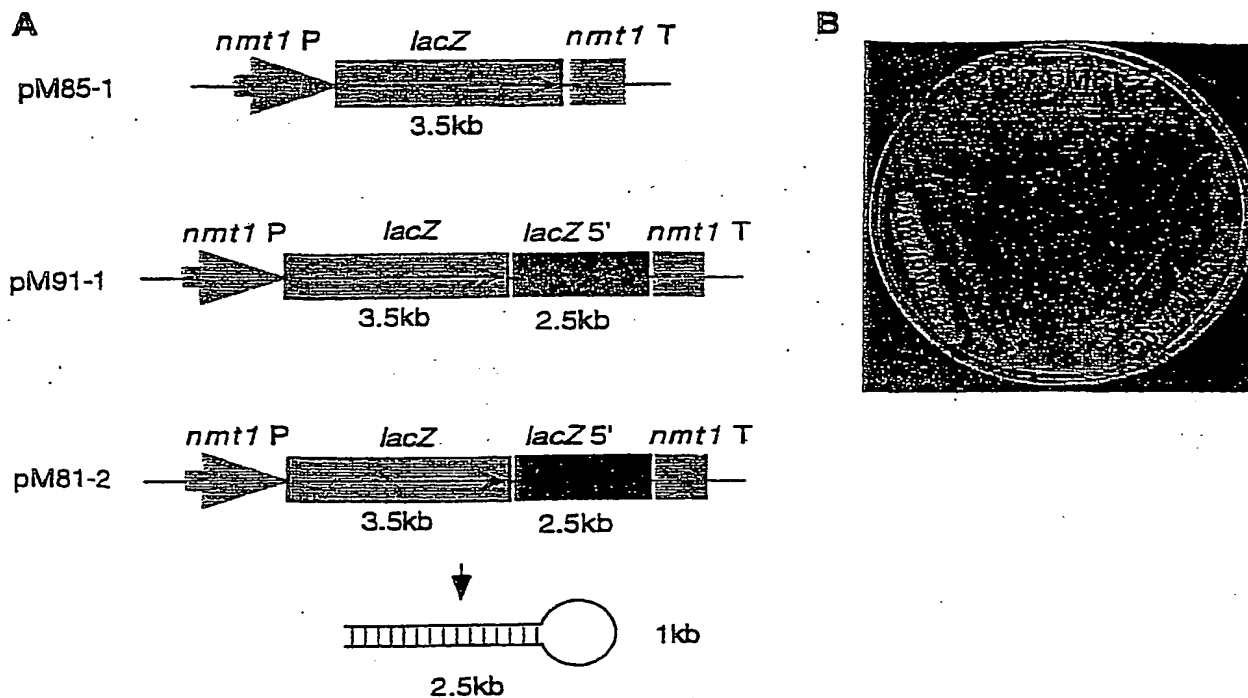 A
nmt1 P lacZ nmt1 T
pM85-1
3.5kb
nmt1 P lacZ lacZ 5' nmt1 T
pM91-1
3.5kb 2.5kb
nmt1 P lacZ lacZ 5' nmt1 T
pM81-2
3.5kb 2.5kb
1kb
2.5kb
B